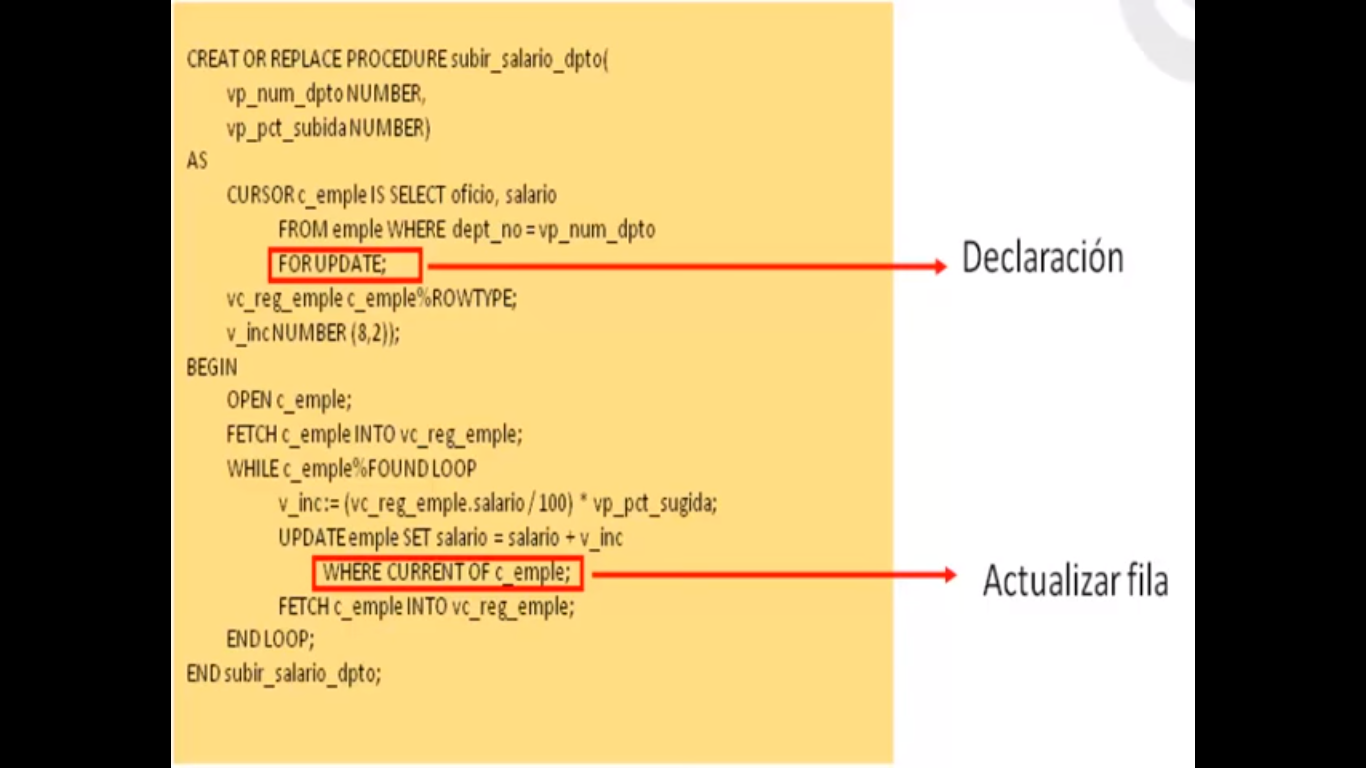 CREAT OR REPLACE PROCEDURE subir_salario_dpto(
vp_num_dpto NUMBER,
vp_pct_subida NUMBER)
AS
CURSOR c_emple IS SELECT oficio, salario
FROM emple WHERE dept_no = vp_num_dpto
FOR UPDATE;
Declaración
vc_reg_emple c_emple%ROWTYPE;
v_inc NUMBER (8,2));
BEGIN
OPEN c_emple;
FETCH c_emple INTO vc_reg_emple;
WHILE c_emple%FOUND LOOP
v_inc := (vc_reg_emple.salario / 100) * vp_pct_sugida;
UPDATE emple SET salario = salario + v_inc
WHERE CURRENT OF c_emple;
Actualizar fila
FETCH c_emple INTO vc_reg_emple;
END LOOP;
END subir_salario_dpto;